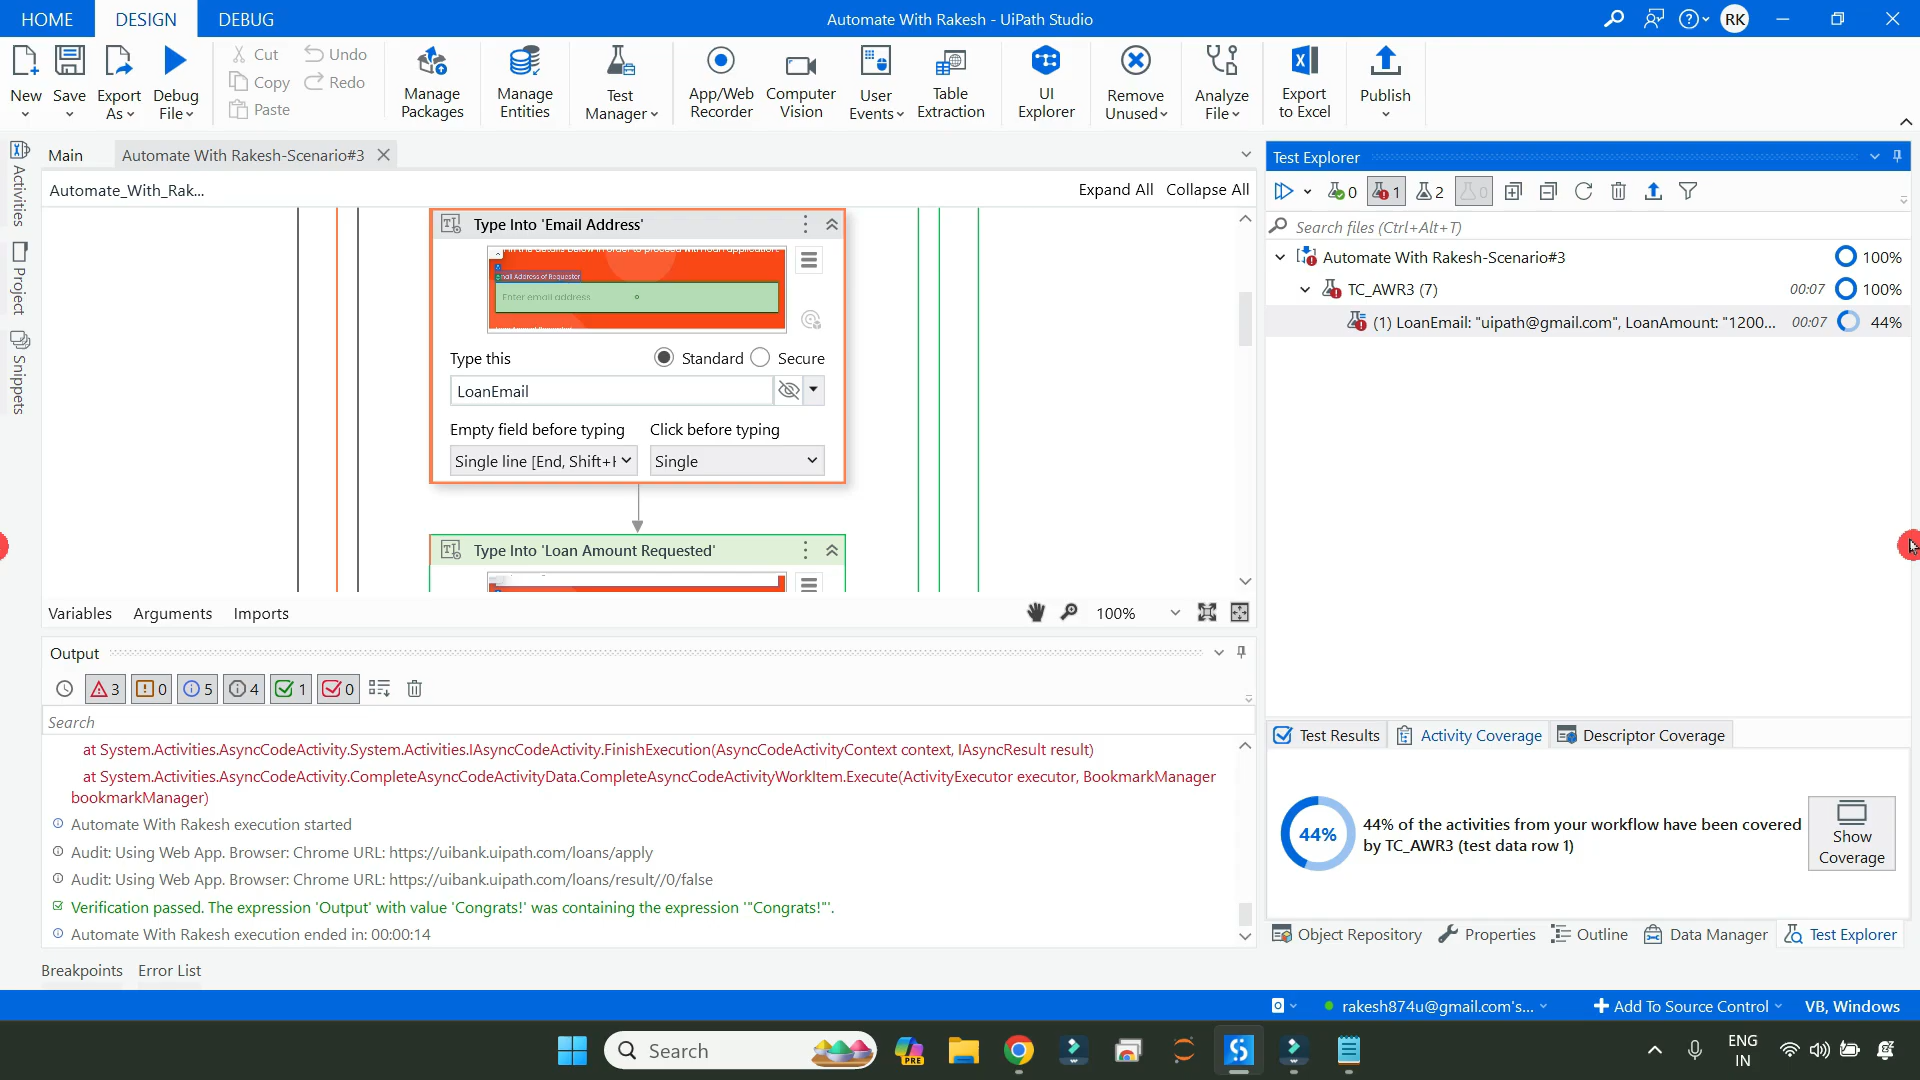 HOME DESIGN DEBUG
Automate With Rakesh - UiPath Studio
RK
New
Save
Export As
Debug File
Cut
Copy
Paste
Undo
Redo
Manage Packages
Manage Entities
Test Manager
App/Web Recorder
Computer Vision
User Events
Table Extraction
UI Explorer
Remove Unused
Analyze File
Export to Excel
Publish
Activities
Project
Snippets
Main
Automate With Rakesh-Scenario#3
Automate_With_Rak...
Expand All Collapse All
Type Into 'Email Address'
Email Address of Requester
Enter email address
Type this
Standard
Secure
LoanEmail
Empty field before typing
Click before typing
Single line [End, Shift+H
Single
Type Into 'Loan Amount Requested'
Variables Arguments Imports
100%
Output
3 0 5 4 1 0
Search
at System.Activities.AsyncCodeActivity.System.Activities.IAsyncCodeActivity.FinishExecution(AsyncCodeActivityContext context, IAsyncResult result)
at System.Activities.AsyncCodeActivity.CompleteAsyncCodeActivityData.CompleteAsyncCodeActivityWorkItem.Execute(ActivityExecutor executor, BookmarkManager
bookmarkManager)
Automate With Rakesh execution started
Audit: Using Web App. Browser: Chrome URL: https://uibank.uipath.com/loans/apply
Audit: Using Web App. Browser: Chrome URL: https://uibank.uipath.com/loans/result//0/false
Verification passed. The expression 'Output' with value 'Congrats!' was containing the expression '"Congrats!"'.
Automate With Rakesh execution ended in: 00:00:14
Breakpoints Error List
Test Explorer
0 1 2 0
Search files (Ctrl+Alt+T)
Automate With Rakesh-Scenario#3 100%
TC_AWR3 (7) 00:07 100%
(1) LoanEmail: "uipath@gmail.com", LoanAmount: "1200... 00:07 44%
Test Results
Activity Coverage
Descriptor Coverage
44%
44% of the activities from your workflow have been covered
by TC_AWR3 (test data row 1)
Show Coverage
Object Repository
Properties
Outline
Data Manager
Test Explorer
rakesh874u@gmail.com's...
Add To Source Control
VB, Windows
Search
PRE
ENG
IN